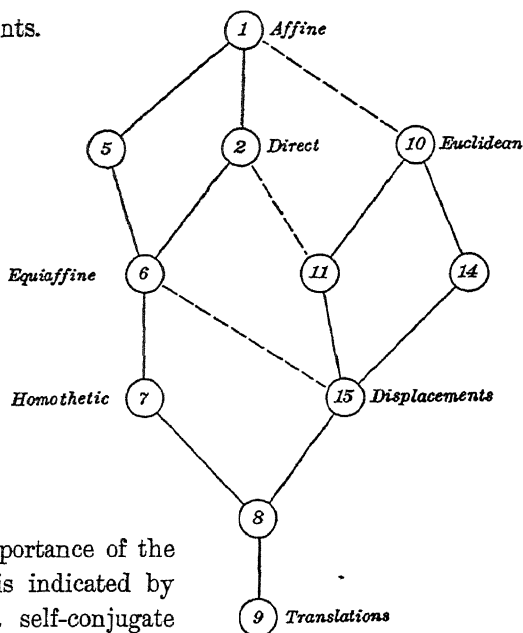 nts.
1 Affine
5
2 Direct
10 Euclidean
Equiaffine 6
11
14
Homothetic 7
15 Displacements
8
portance of the
is indicated by
self-conjugate
9 Translations